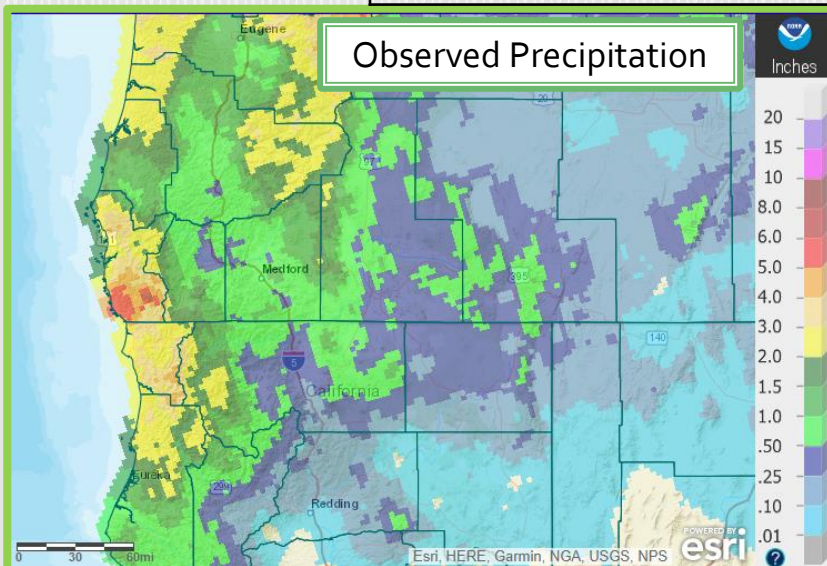 Observed Precipitation
NOAA
Inches
20
15
10
8.0
6.0
5.0
4.0
3.0
2.0
1.5
1.0
.50
.25
.10
.01
Eugene
20
97
101
Medford
395
140
5
California
Eureka
299
Redding
0 30 60mi
Esri, HERE, Garmin, NGA, USGS, NPS
POWERED BY
esri
?